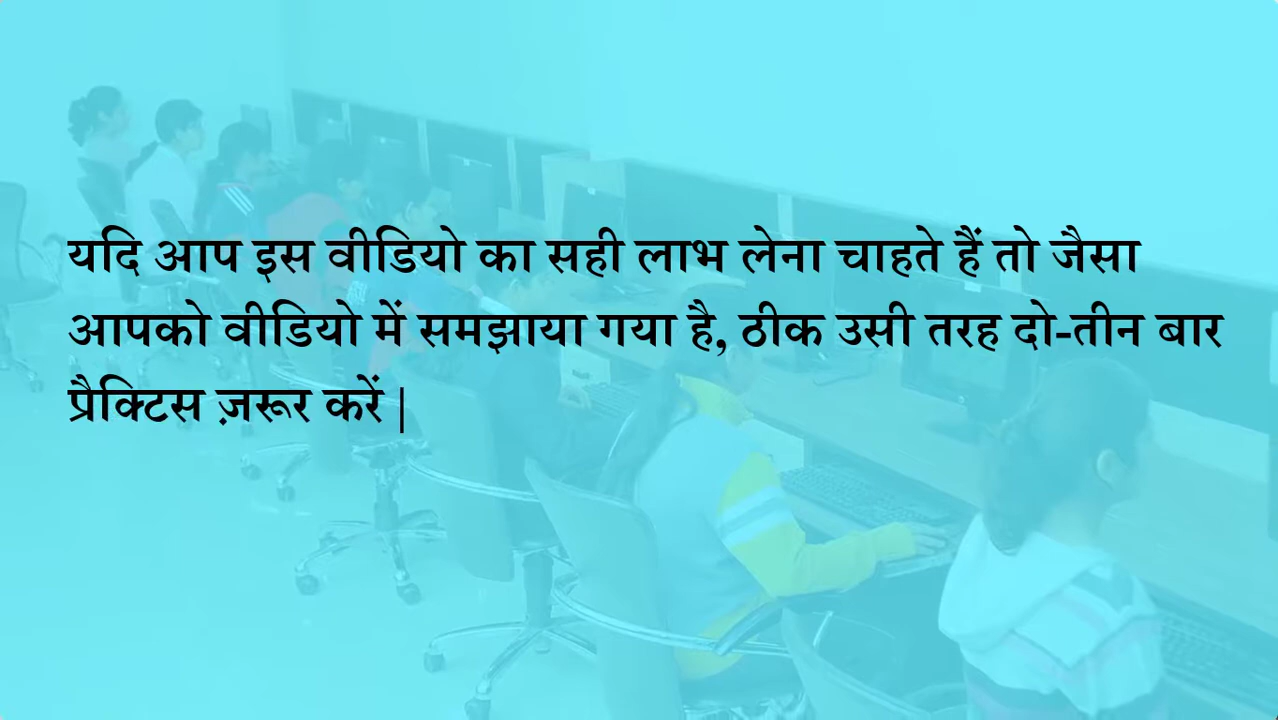 यदि आप इस वीडियो का सही लाभ लेना चाहते हैं तो जैसा
आपको वीडियो में समझाया गया है, ठीक उसी तरह दो-तीन बार
प्रैक्टिस ज़रूर करें |